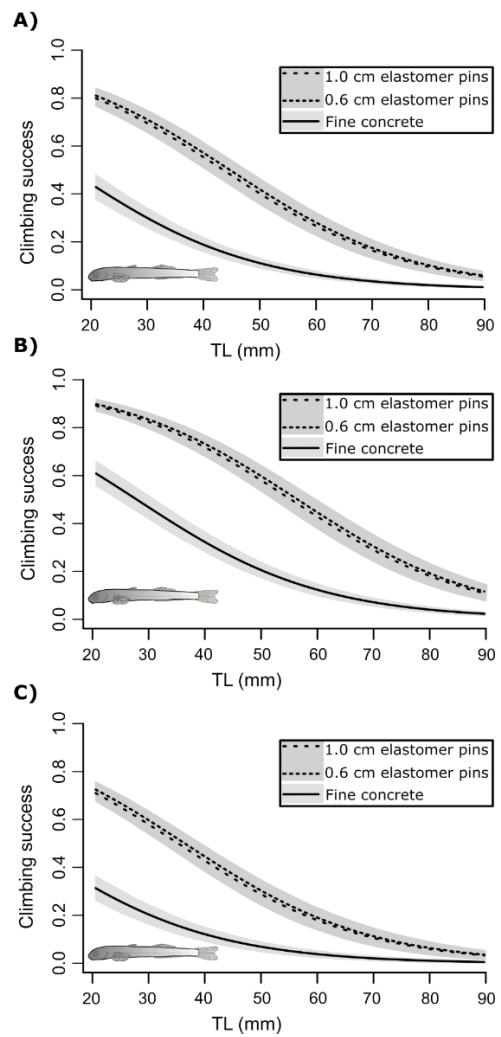 A)
1.0 cm elastomer pins
0.6 cm elastomer pins
Fine concrete
Climbing success
0.0 0.2 0.4 0.6 0.8 1.0
20 30 40 50 60 70 80 90
TL (mm)
B)
1.0 cm elastomer pins
0.6 cm elastomer pins
Fine concrete
Climbing success
0.0 0.2 0.4 0.6 0.8 1.0
20 30 40 50 60 70 80 90
TL (mm)
C)
1.0 cm elastomer pins
0.6 cm elastomer pins
Fine concrete
Climbing success
0.0 0.2 0.4 0.6 0.8 1.0
20 30 40 50 60 70 80 90
TL (mm)